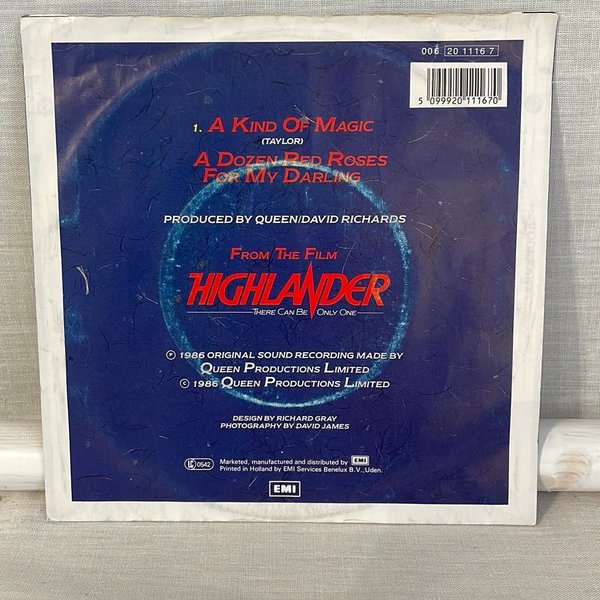 006 20 1116 7
5 099920 111670
1. A KIND OF MAGIC
(TAYLOR)
A DOZEN RED ROSES
FOR MY DARLING
PRODUCED BY QUEEN/DAVID RICHARDS
FROM THE FILM
HIGHLANDER
THERE CAN BE ONLY ONE
℗ 1986 ORIGINAL SOUND RECORDING MADE BY
QUEEN PRODUCTIONS LIMITED
© 1986 QUEEN PRODUCTIONS LIMITED
DESIGN BY RICHARD GRAY
PHOTOGRAPHY BY DAVID JAMES
LC 0542 Marketed, manufactured and distributed by EMI
Printed in Holland by EMI Services Benelux B.V., Uden.
EMI